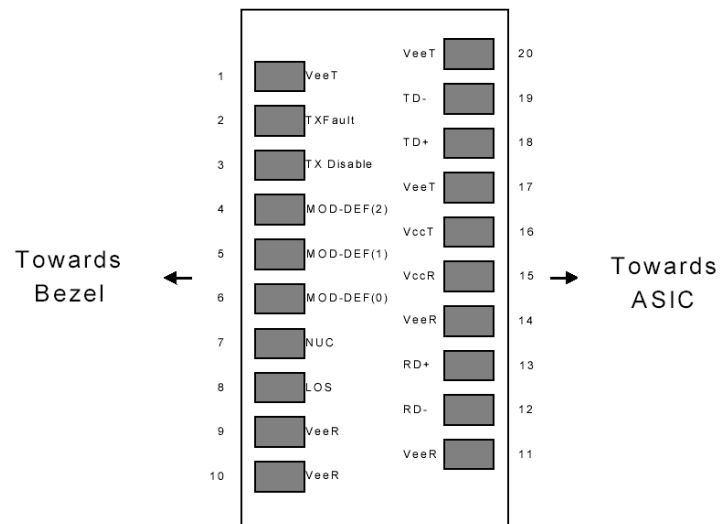 VeeT 20
1 VeeT
TD- 19
2 TXFault
TD+ 18
3 TX Disable
VeeT 17
4 MOD-DEF(2)
VccT 16
5 MOD-DEF(1)
Towards
Bezel
VccR 15
Towards
ASIC
6 MOD-DEF(0)
VeeR 14
7 NUC
RD+ 13
8 LOS
RD- 12
9 VeeR
VeeR 11
10 VeeR